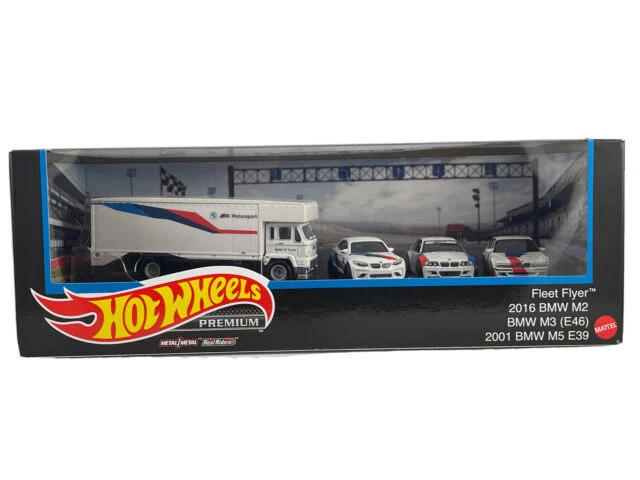 Motorsport
HOT WHEELS
PREMIUM™
METAL/METAL Real Riders®
Fleet Flyer™
2016 BMW M2
BMW M3 (E46)
2001 BMW M5 E39
MATTEL